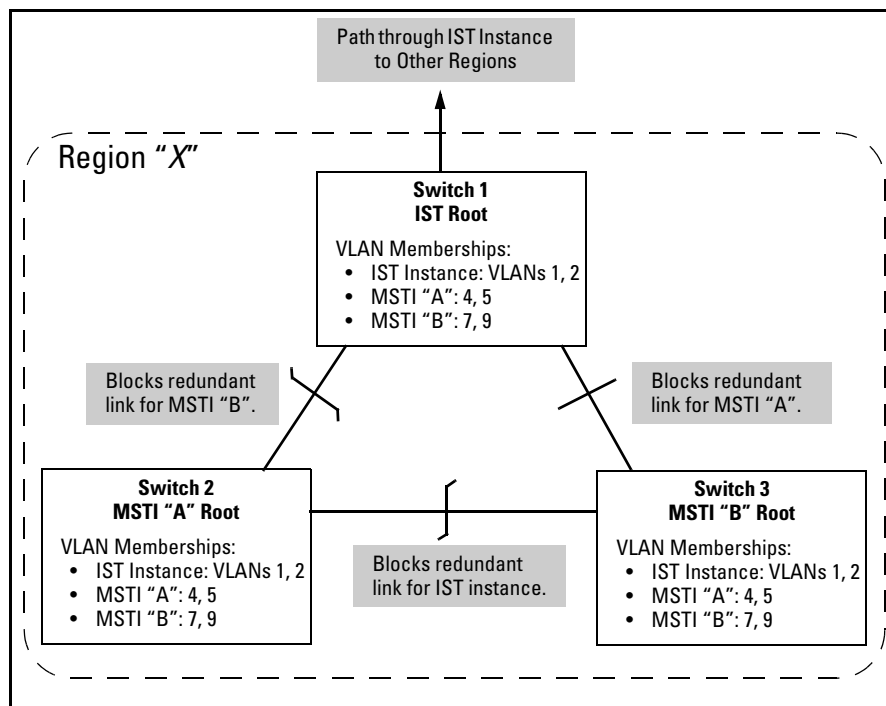 Path through IST Instance
to Other Regions
Region “X”
Switch 1
IST Root
VLAN Memberships:
• IST Instance: VLANs 1, 2
• MSTI “A”: 4, 5
• MSTI “B”: 7, 9
Blocks redundant
link for MSTI “B”.
Blocks redundant
link for MSTI “A”.
Switch 2
MSTI “A” Root
VLAN Memberships:
• IST Instance: VLANs 1, 2
• MSTI “A”: 4, 5
• MSTI “B”: 7, 9
Blocks redundant
link for IST instance.
Switch 3
MSTI “B” Root
VLAN Memberships:
• IST Instance: VLANs 1, 2
• MSTI “A”: 4, 5
• MSTI “B”: 7, 9